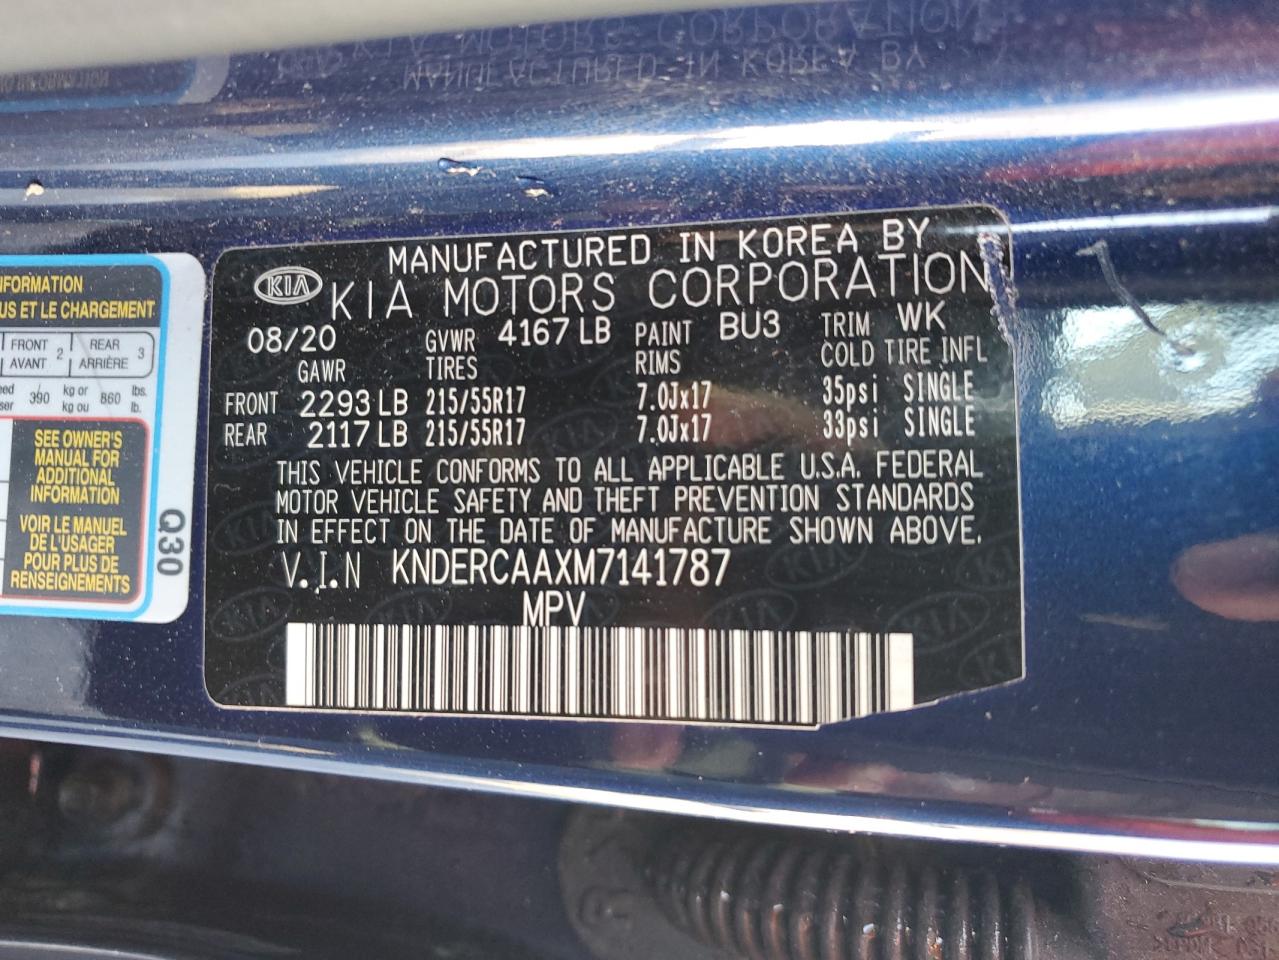 MANUFACTURED IN KOREA BY
KIA KIA MOTORS CORPORATION
08/20 GVWR 4167 LB PAINT BU3 TRIM WK
GAWR TIRES RIMS COLD TIRE INFL
FRONT 2293 LB 215/55R17 7.0Jx17 35psi SINGLE
REAR 2117 LB 215/55R17 7.0Jx17 33psi SINGLE
THIS VEHICLE CONFORMS TO ALL APPLICABLE U.S.A. FEDERAL
MOTOR VEHICLE SAFETY AND THEFT PREVENTION STANDARDS
IN EFFECT ON THE DATE OF MANUFACTURE SHOWN ABOVE.
V.I.N KNDERCAAXM7141787
MPV
US ET LE CHARGEMENT
FRONT 2 REAR 3
AVANT ARRIÈRE
390 kg or 860 lbs.
kg ou lb.
SEE OWNER'S
MANUAL FOR
ADDITIONAL
INFORMATION
VOIR LE MANUEL
DE L'USAGER
POUR PLUS DE
RENSEIGNEMENTS
Q30